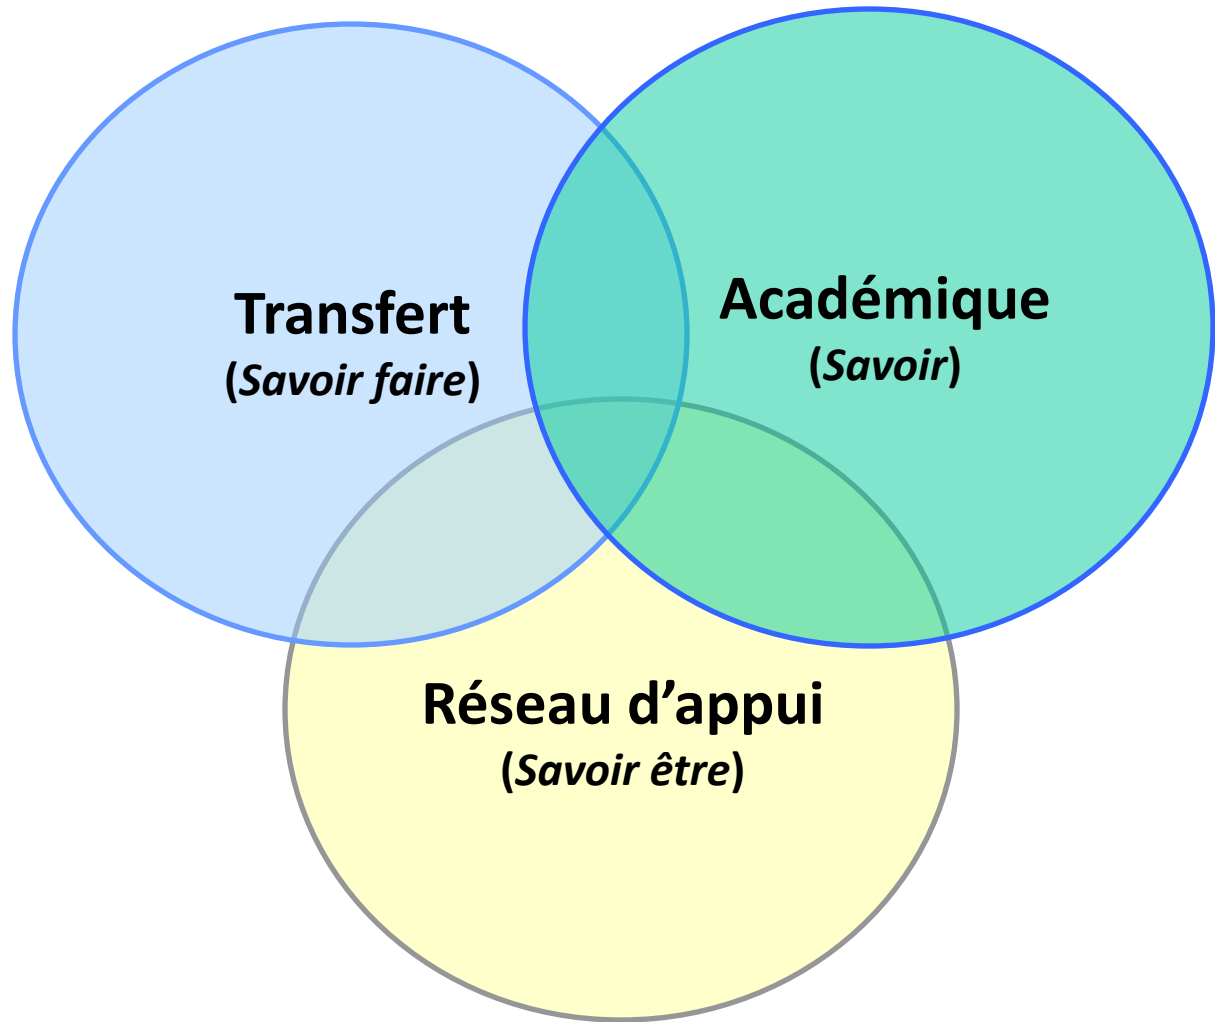 Transfert
(Savoir faire)
Académique
(Savoir)
Réseau d’appui
(Savoir être)